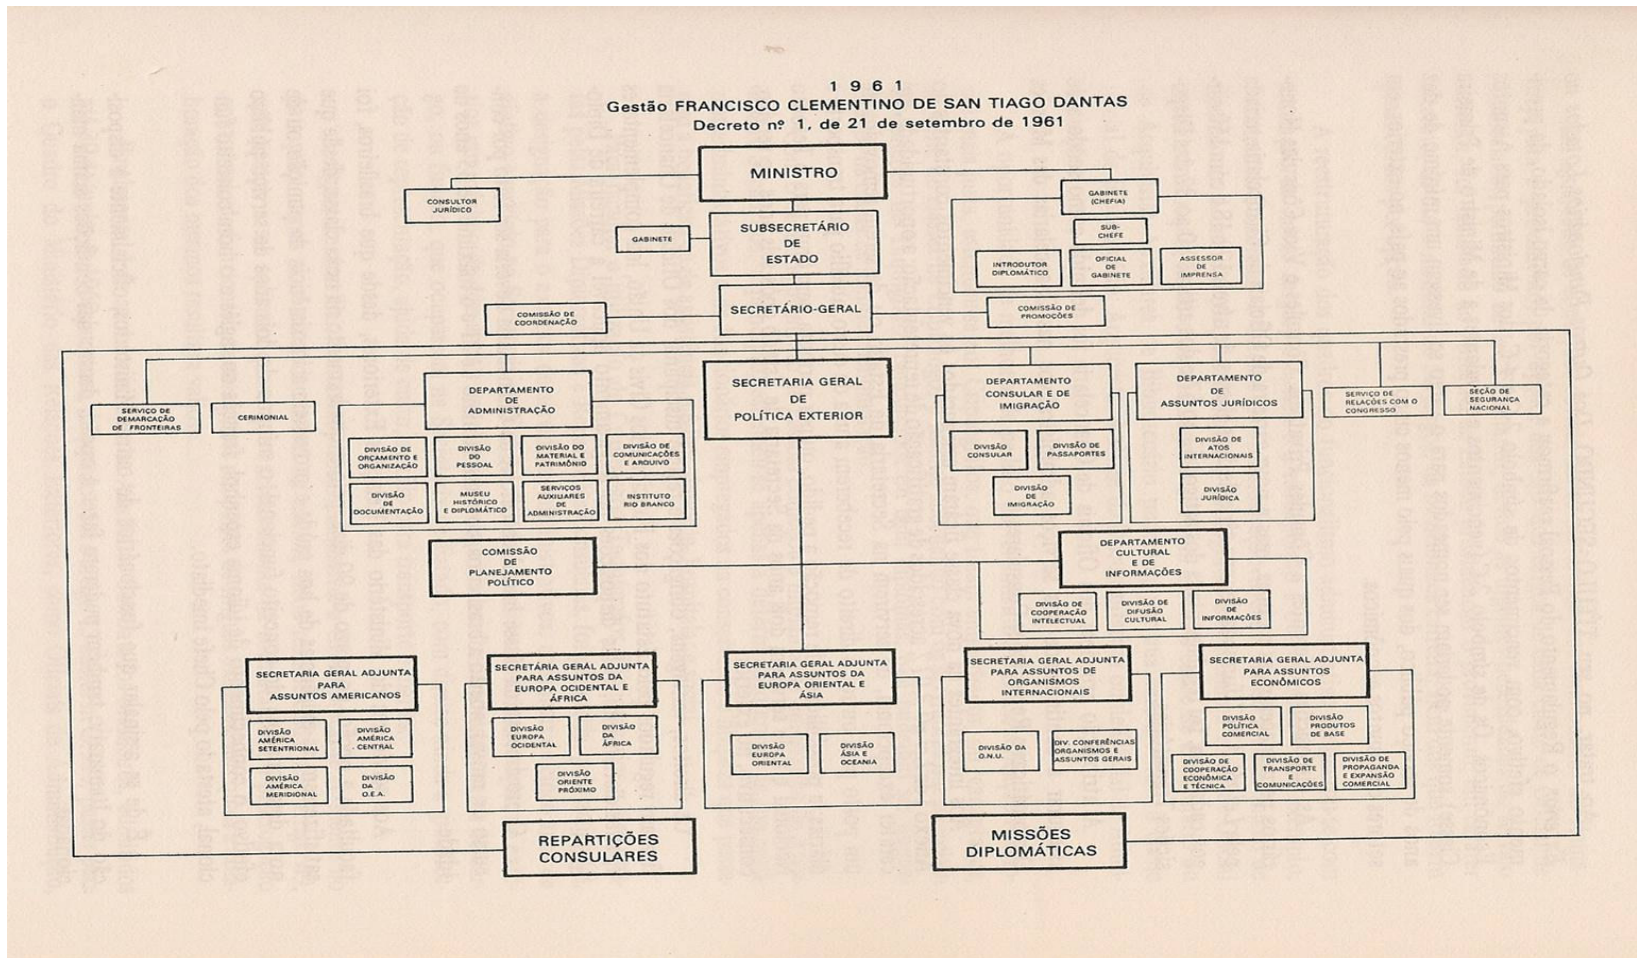 1 9 6 1
Gestão FRANCISCO CLEMENTINO DE SAN TIAGO DANTAS
Decreto nº 1, de 21 de setembro de 1961
MINISTRO
CONSULTOR
JURÍDICO
GABINETE
(CHEFIA)
SUB-
CHEFE
INTRODUTOR
DIPLOMÁTICO
OFICIAL
DE
GABINETE
ASSESSOR
DE
IMPRENSA
GABINETE
SUBSECRETÁRIO
DE
ESTADO
COMISSÃO DE
COORDENAÇÃO
SECRETÁRIO-GERAL
COMISSÃO DE
PROMOÇÕES
SERVIÇO DE
DEMARCAÇÃO
DE FRONTEIRAS
CERIMONIAL
DEPARTAMENTO
DE
ADMINISTRAÇÃO
DIVISÃO DE
ORÇAMENTO E
ORGANIZAÇÃO
DIVISÃO
DO
PESSOAL
DIVISÃO DO
MATERIAL E
PATRIMÔNIO
DIVISÃO DE
COMUNICAÇÕES
E ARQUIVO
DIVISÃO
DE
DOCUMENTAÇÃO
MUSEU
HISTÓRICO
E DIPLOMÁTICO
SERVIÇOS
AUXILIARES
DE
ADMINISTRAÇÃO
INSTITUTO
RIO BRANCO
SECRETARIA GERAL
DE
POLÍTICA EXTERIOR
DEPARTAMENTO
CONSULAR E DE
IMIGRAÇÃO
DIVISÃO
CONSULAR
DIVISÃO DE
PASSAPORTES
DIVISÃO
DE
IMIGRAÇÃO
DEPARTAMENTO
DE
ASSUNTOS JURÍDICOS
DIVISÃO DE
ATOS
INTERNACIONAIS
DIVISÃO
JURÍDICA
SERVIÇO DE
RELAÇÕES COM O
CONGRESSO
SEÇÃO DE
SEGURANÇA
NACIONAL
COMISSÃO
DE
PLANEJAMENTO
POLÍTICO
DEPARTAMENTO
CULTURAL
E DE
INFORMAÇÕES
DIVISÃO DE
COOPERAÇÃO
INTELECTUAL
DIVISÃO DE
DIFUSÃO
CULTURAL
DIVISÃO
DE
INFORMAÇÕES
SECRETARIA GERAL ADJUNTA
PARA
ASSUNTOS AMERICANOS
DIVISÃO
AMÉRICA
SETENTRIONAL
DIVISÃO
AMÉRICA
- CENTRAL
DIVISÃO
AMÉRICA
MERIDIONAL
DIVISÃO
DA
O.E.A.
SECRETÁRIA GERAL ADJUNTA
PARA ASSUNTOS DA
EUROPA OCIDENTAL E
ÁFRICA
DIVISÃO
EUROPA
OCIDENTAL
DIVISÃO
DA
ÁFRICA
DIVISÃO
ORIENTE
PRÓXIMO
SECRETARIA GERAL ADJUNTA
PARA ASSUNTOS DA
EUROPA ORIENTAL E
ÁSIA
DIVISÃO
EUROPA
ORIENTAL
DIVISÃO
ÁSIA E
OCEANIA
SECRETARIA GERAL ADJUNTA
PARA ASSUNTOS DE
ORGANISMOS
INTERNACIONAIS
DIVISÃO DA
O.N.U.
DIV. CONFERÊNCIAS
ORGANISMOS E
ASSUNTOS GERAIS
SECRETARIA GERAL ADJUNTA
PARA ASSUNTOS
ECONÔMICOS
DIVISÃO
POLÍTICA
COMERCIAL
DIVISÃO
PRODUTOS
DE BASE
DIVISÃO DE
COOPERAÇÃO
ECONÔMICA
E TÉCNICA
DIVISÃO DE
TRANSPORTE
E
COMUNICAÇÕES
DIVISÃO DE
PROPAGANDA
E EXPANSÃO
COMERCIAL
REPARTIÇÕES
CONSULARES
MISSÕES
DIPLOMÁTICAS